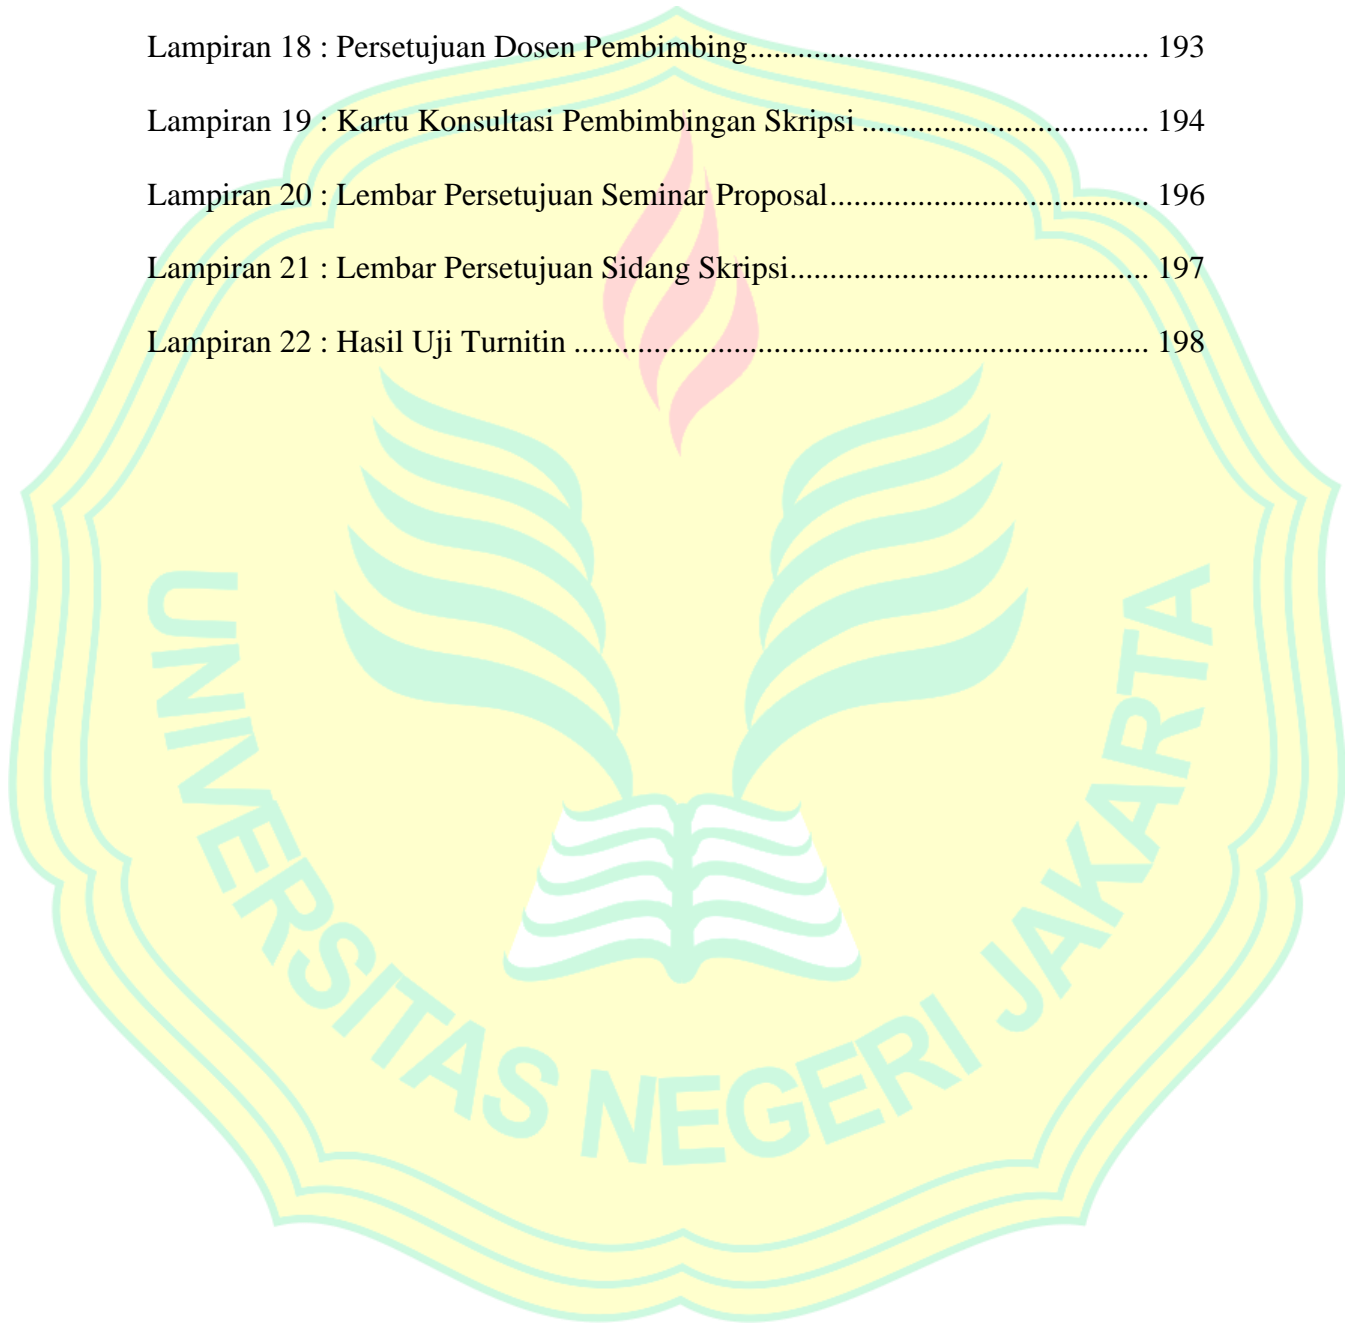 Lampiran 18 : Persetujuan Dosen Pembimbing.................................................. 193
Lampiran 19 : Kartu Konsultasi Pembimbingan Skripsi .................................... 194
Lampiran 20 : Lembar Persetujuan Seminar Proposal........................................ 196
Lampiran 21 : Lembar Persetujuan Sidang Skripsi............................................. 197
Lampiran 22 : Hasil Uji Turnitin ........................................................................ 198
UNIVERSITAS NEGERI JAKARTA